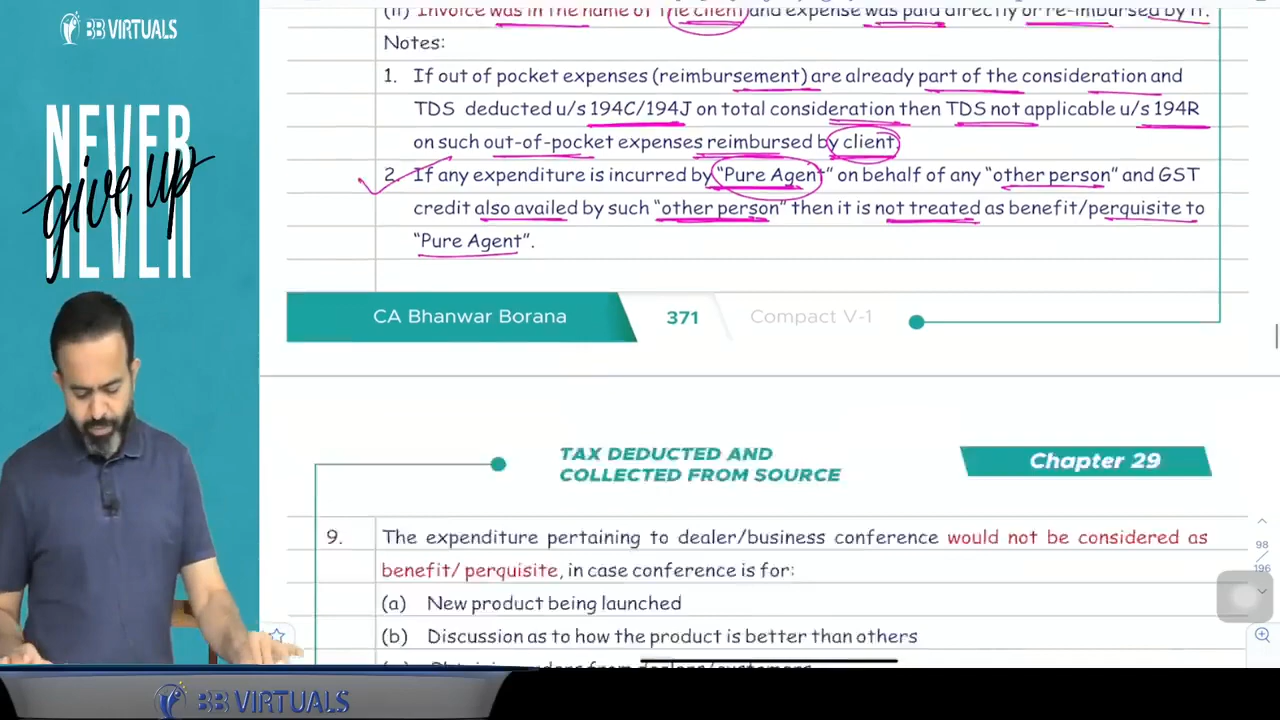 BB VIRTUALS
NEVER
give up
NEVER
(ii) Invoice was in the name of the client and expense was paid directly or re-imbursed by it.
Notes:
1. If out of pocket expenses (reimbursement) are already part of the consideration and
TDS deducted u/s 194C/194J on total consideration then TDS not applicable u/s 194R
on such out-of-pocket expenses reimbursed by client
2. If any expenditure is incurred by "Pure Agent" on behalf of any "other person" and GST
credit also availed by such "other person" then it is not treated as benefit/perquisite to
"Pure Agent".
CA Bhanwar Borana 371 Compact V-1
TAX DEDUCTED AND
COLLECTED FROM SOURCE
Chapter 29
9. The expenditure pertaining to dealer/business conference would not be considered as
benefit/ perquisite, in case conference is for:
(a) New product being launched
(b) Discussion as to how the product is better than others
98
196
BB VIRTUALS